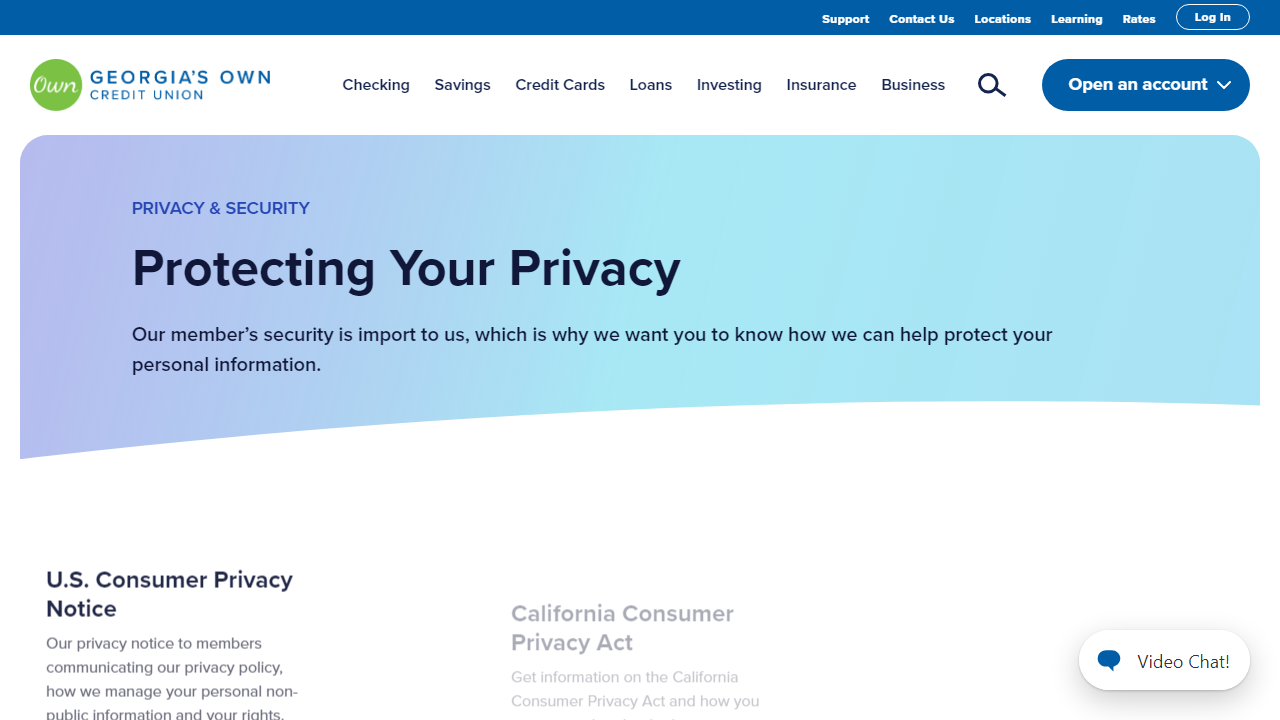 Support Contact Us Locations Learning Rates Log In
Own GEORGIA'S OWN
CREDIT UNION
Checking Savings Credit Cards Loans Investing Insurance Business Open an account
PRIVACY & SECURITY
Protecting Your Privacy
Our member’s security is import to us, which is why we want you to know how we can help protect your
personal information.
U.S. Consumer Privacy
Notice
Our privacy notice to members
communicating our privacy policy,
how we manage your personal non-
public information and your rights.
California Consumer
Privacy Act
Get information on the California
Consumer Privacy Act and how you
Video Chat!